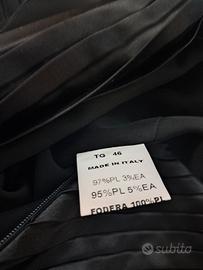 TG 46
MADE IN ITALY
97%PL 3%EA
95%PL 5%EA
FODERA 100%PL
subito